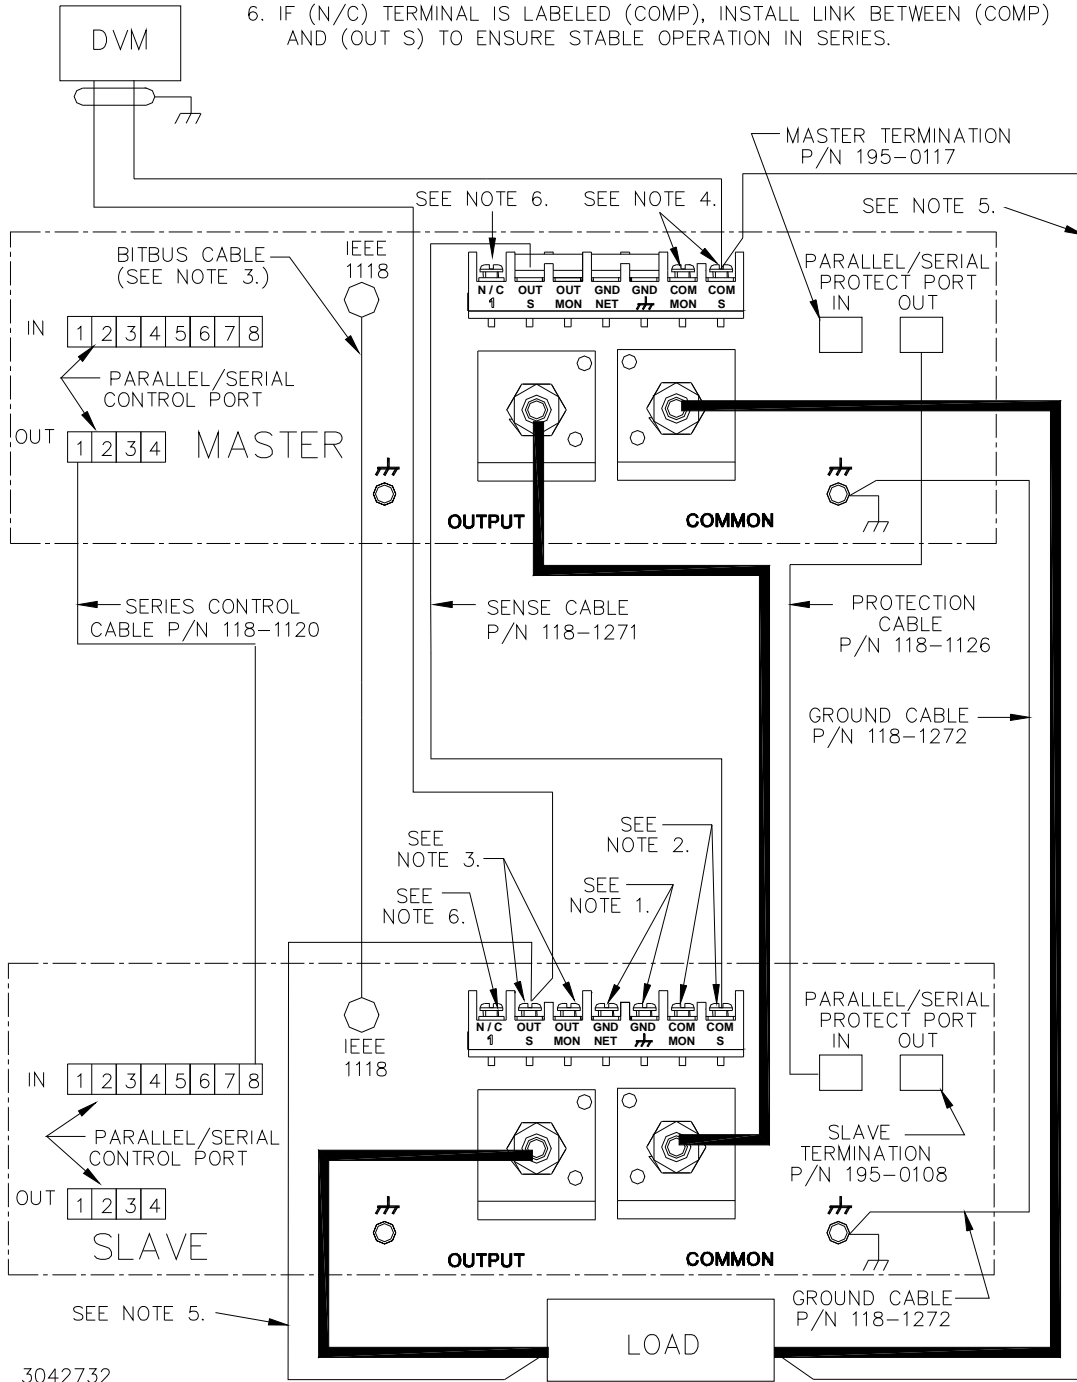 6. IF (N/C) TERMINAL IS LABELED (COMP), INSTALL LINK BETWEEN (COMP)
AND (OUT S) TO ENSURE STABLE OPERATION IN SERIES.
DVM
MASTER TERMINATION
P/N 195-0117
SEE NOTE 6.
SEE NOTE 4.
SEE NOTE 5.
BITBUS CABLE
(SEE NOTE 3.)
IEEE
1118
N / C
1
OUT
S
OUT
MON
GND
NET
GND
COM
MON
COM
S
PARALLEL/SERIAL
PROTECT PORT
IN
OUT
IN
1 2 3 4 5 6 7 8
PARALLEL/SERIAL
CONTROL PORT
OUT
1 2 3 4
MASTER
OUTPUT
COMMON
SERIES CONTROL
CABLE P/N 118-1120
SENSE CABLE
P/N 118-1271
PROTECTION
CABLE
P/N 118-1126
GROUND CABLE
P/N 118-1272
SEE
NOTE 3.
SEE
NOTE 2.
SEE
NOTE 6.
SEE
NOTE 1.
IEEE
1118
N / C
1
OUT
S
OUT
MON
GND
NET
GND
COM
MON
COM
S
PARALLEL/SERIAL
PROTECT PORT
IN
OUT
IN
1 2 3 4 5 6 7 8
PARALLEL/SERIAL
CONTROL PORT
OUT
1 2 3 4
SLAVE
SLAVE
TERMINATION
P/N 195-0108
OUTPUT
COMMON
SEE NOTE 5.
GROUND CABLE
P/N 118-1272
LOAD
3042732